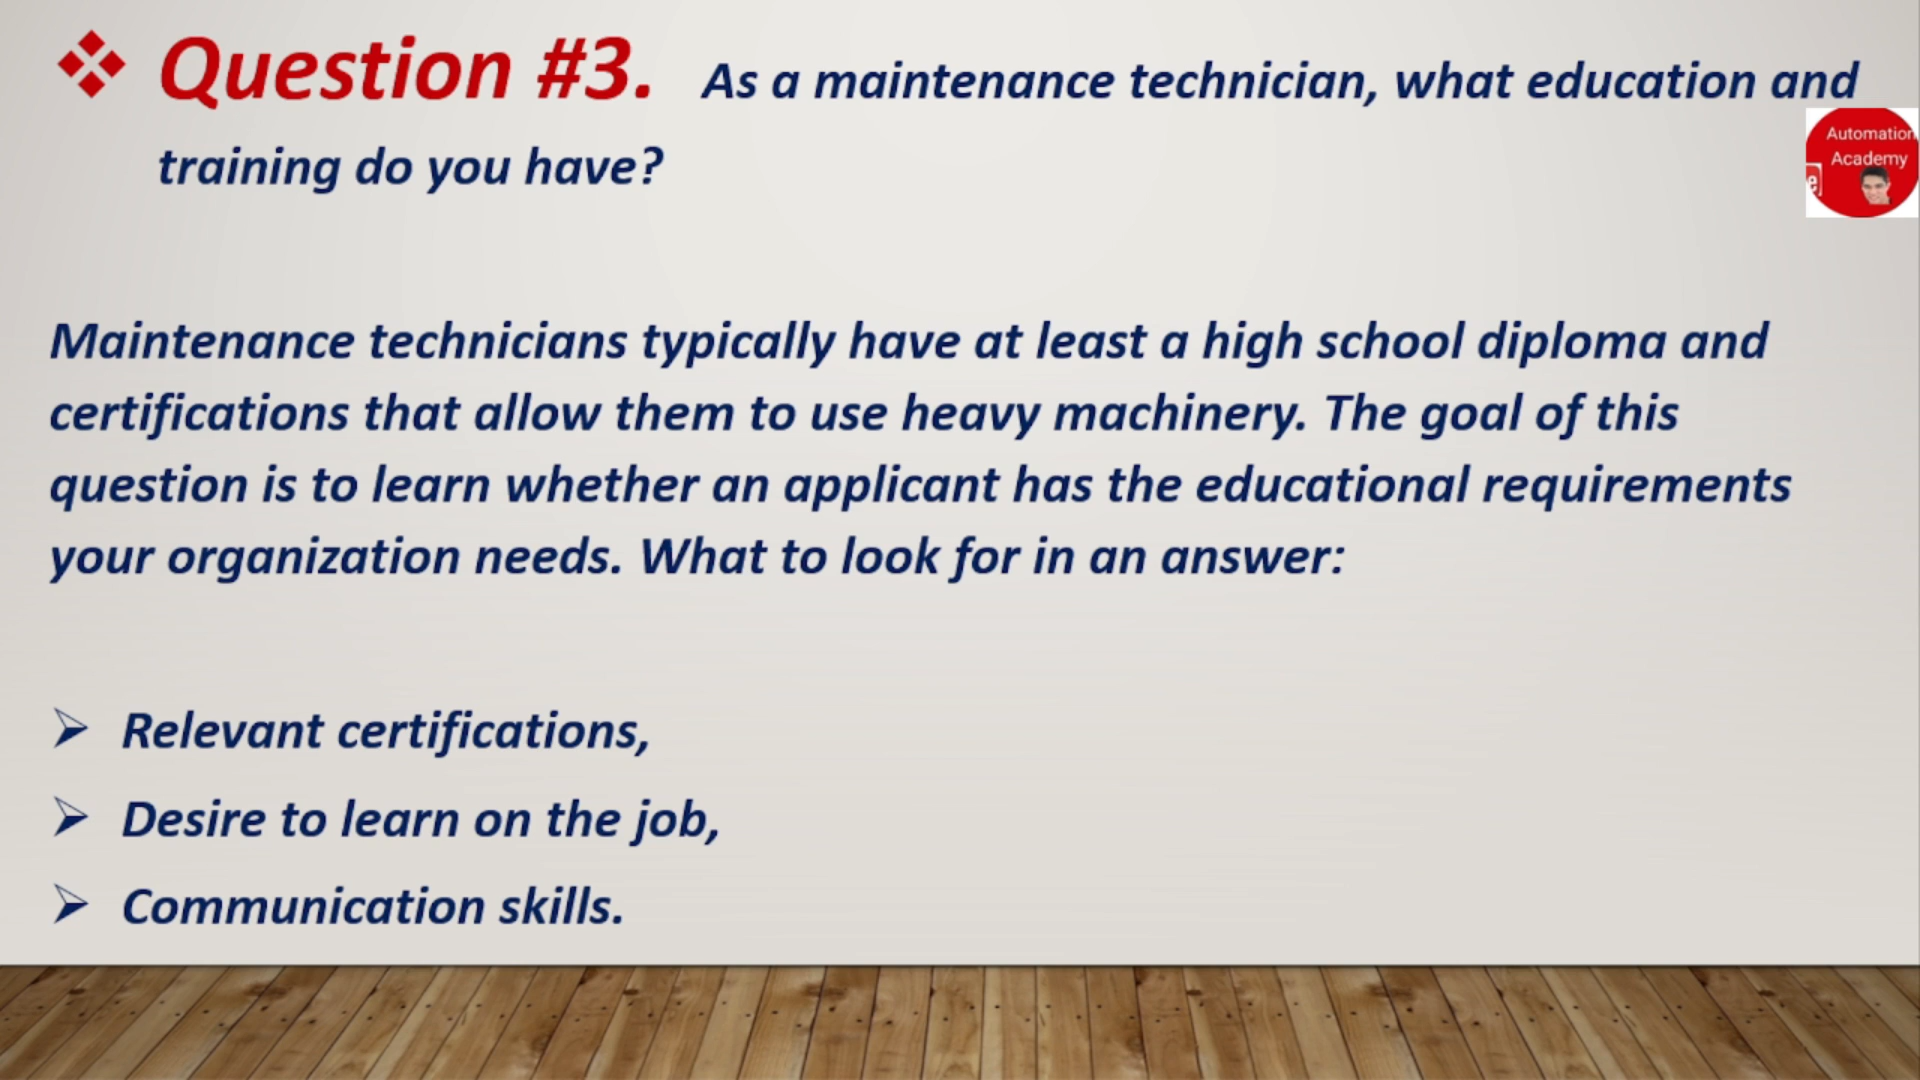 Question #3. As a maintenance technician, what education and
training do you have?
Automation
Academy
Maintenance technicians typically have at least a high school diploma and
certifications that allow them to use heavy machinery. The goal of this
question is to learn whether an applicant has the educational requirements
your organization needs. What to look for in an answer:
Relevant certifications,
Desire to learn on the job,
Communication skills.